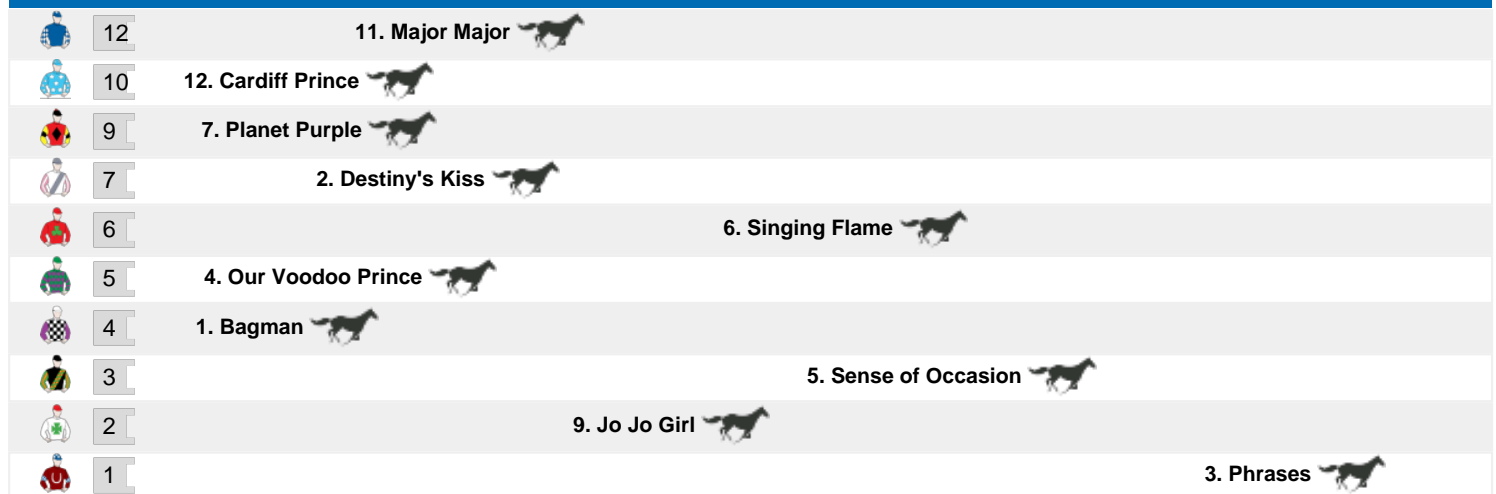 12 11. Major Major
10 12. Cardiff Prince
9 7. Planet Purple
7 2. Destiny's Kiss
6 6. Singing Flame
5 4. Our Voodoo Prince
4 1. Bagman
3 5. Sense of Occasion
2 9. Jo Jo Girl
1 3. Phrases